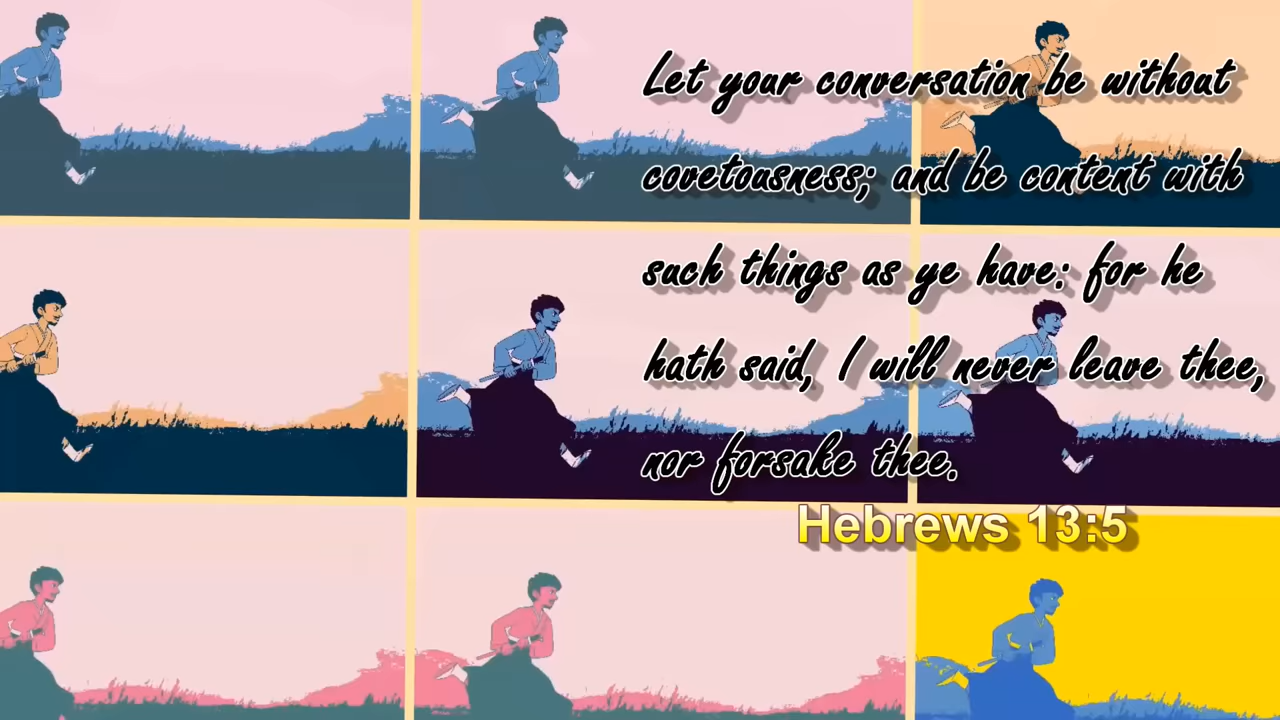 Let your conversation be without
covetousness; and be content with
such things as ye have: for he
hath said, I will never leave thee,
nor forsake thee.
Hebrews 13:5